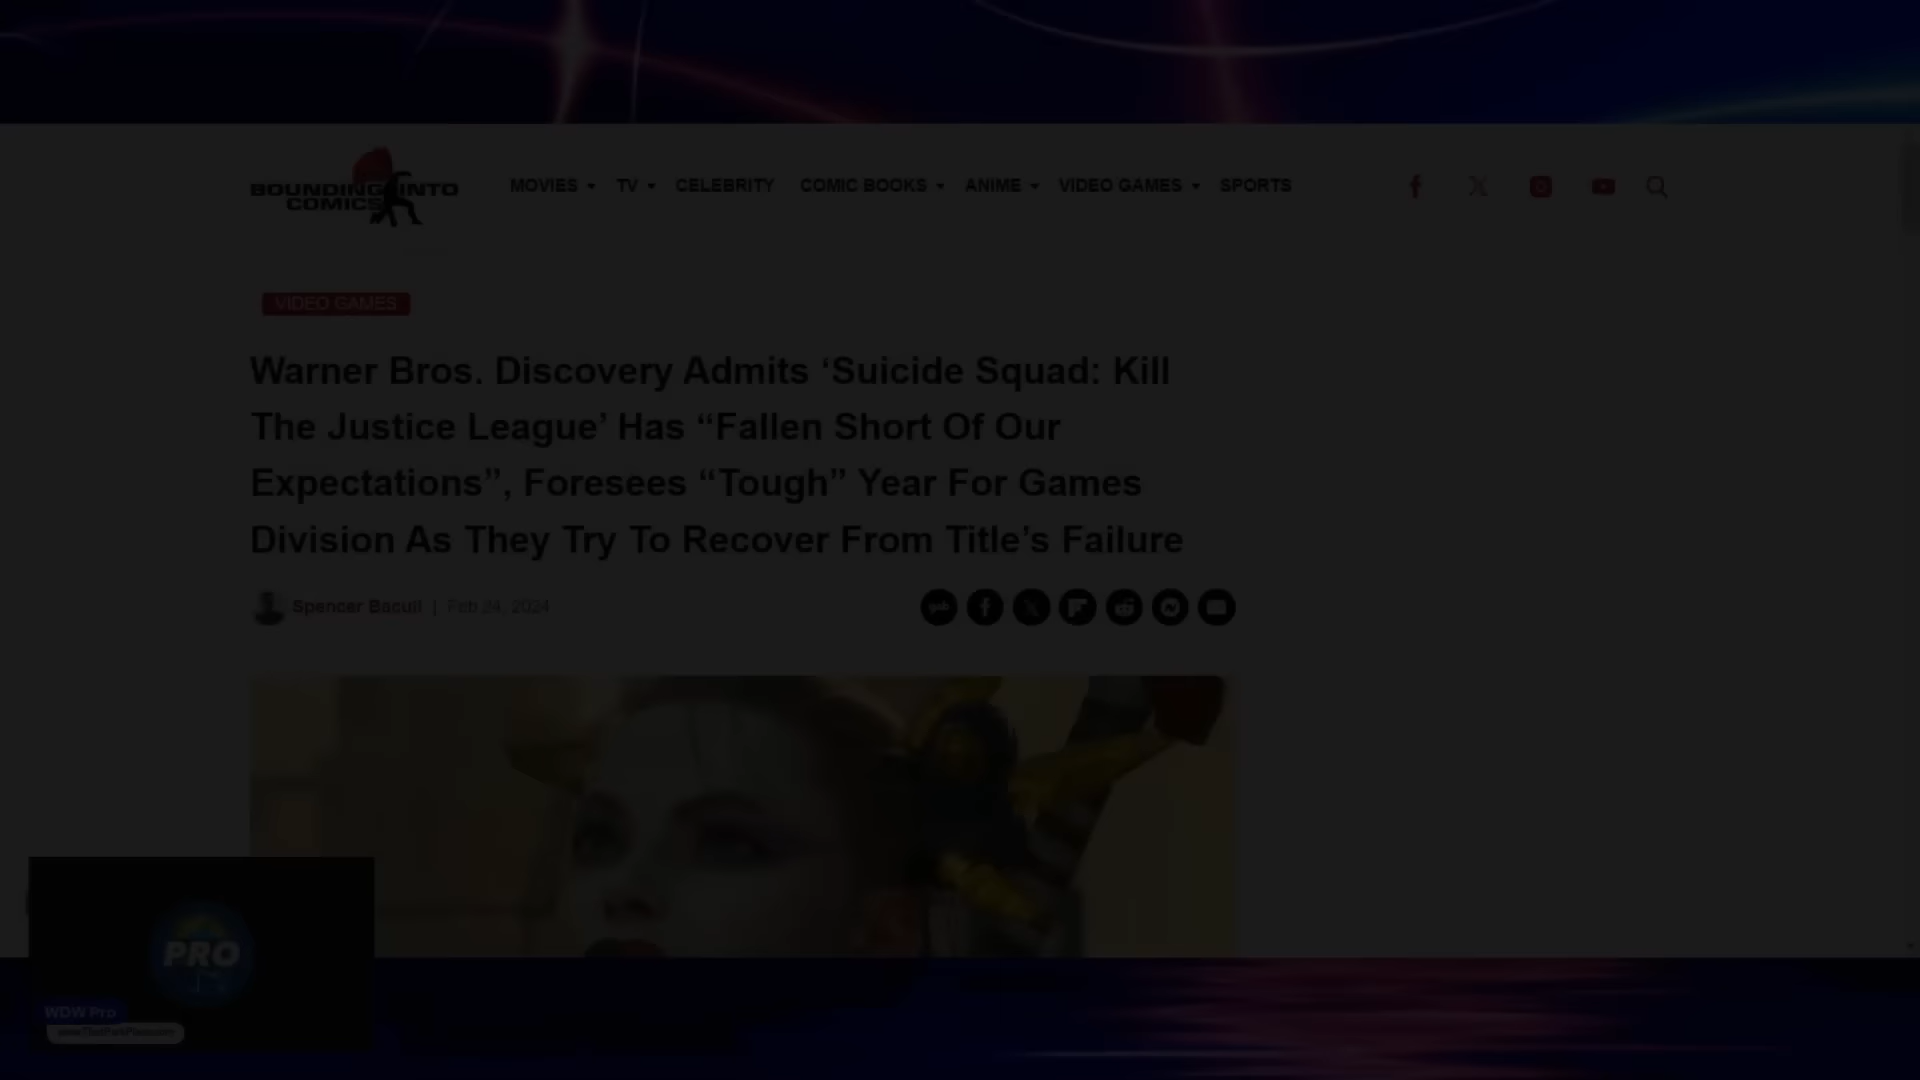 BOUNDING INTO
COMICS
MOVIES TV CELEBRITY COMIC BOOKS ANIME VIDEO GAMES SPORTS
VIDEO GAMES
Warner Bros. Discovery Admits ‘Suicide Squad: Kill
The Justice League’ Has “Fallen Short Of Our
Expectations”, Foresees “Tough” Year For Games
Division As They Try To Recover From Title’s Failure
Spencer Baculi | Feb 24, 2024
gab
PRO
WDW Pro